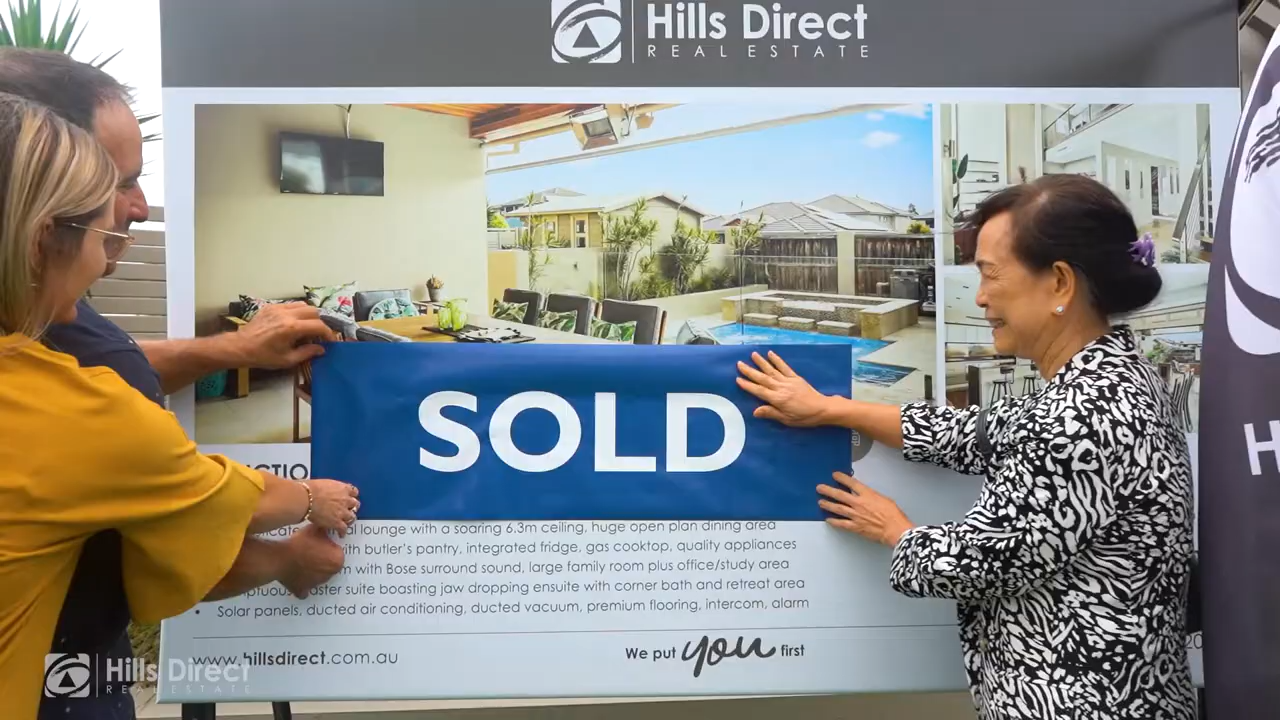 Hills Direct
REAL ESTATE
SOLD
lounge with a soaring 6.3m ceiling, huge open plan dining area
with butler's pantry, integrated fridge, gas cooktop, quality appliances
with Bose surround sound, large family room plus office/study area
suite boasting jaw dropping ensuite with corner bath and retreat area
• Solar panels, ducted air conditioning, ducted vacuum, premium flooring, intercom, alarm
www.hillsdirect.com.au
We put you first
H
Hills Direct
REAL ESTATE